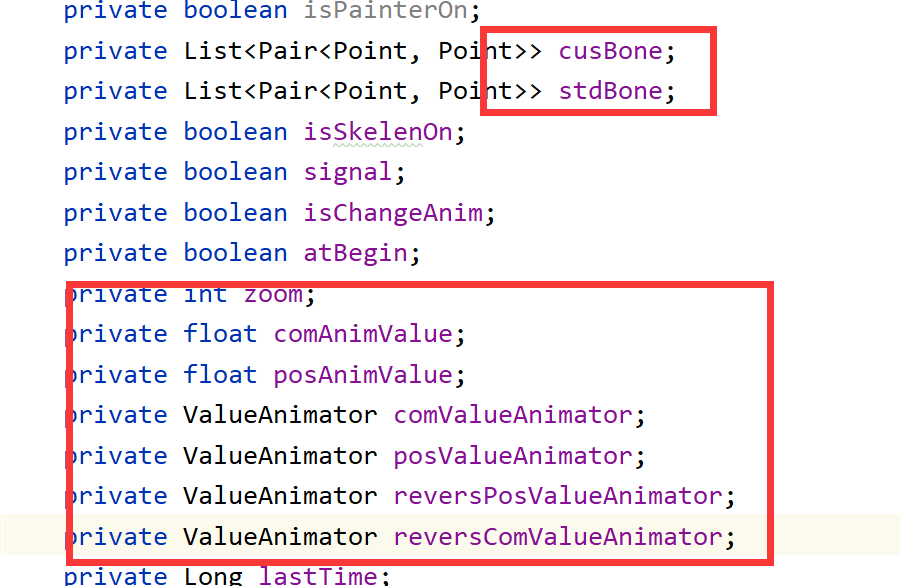 private boolean isPainterOn;
private List<Pair<Point, Point>> cusBone;
private List<Pair<Point, Point>> stdBone;
private boolean isSkelenOn;
private boolean signal;
private boolean isChangeAnim;
private boolean atBegin;
private int zoom;
private float comAnimValue;
private float posAnimValue;
private ValueAnimator comValueAnimator;
private ValueAnimator posValueAnimator;
private ValueAnimator reversPosValueAnimator;
private ValueAnimator reversComValueAnimator;
private Long lastTime;